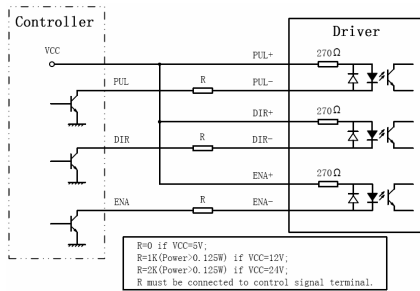 Controller
Driver
VCC
PUL+
270Ω
PUL
R
PUL-
DIR+
270Ω
DIR
R
DIR-
ENA+
270Ω
ENA
R
ENA-
R=0 if VCC=5V;
R=1K(Power>0.125W) if VCC=12V;
R=2K(Power>0.125W) if VCC=24V;
R must be connected to control signal terminal.